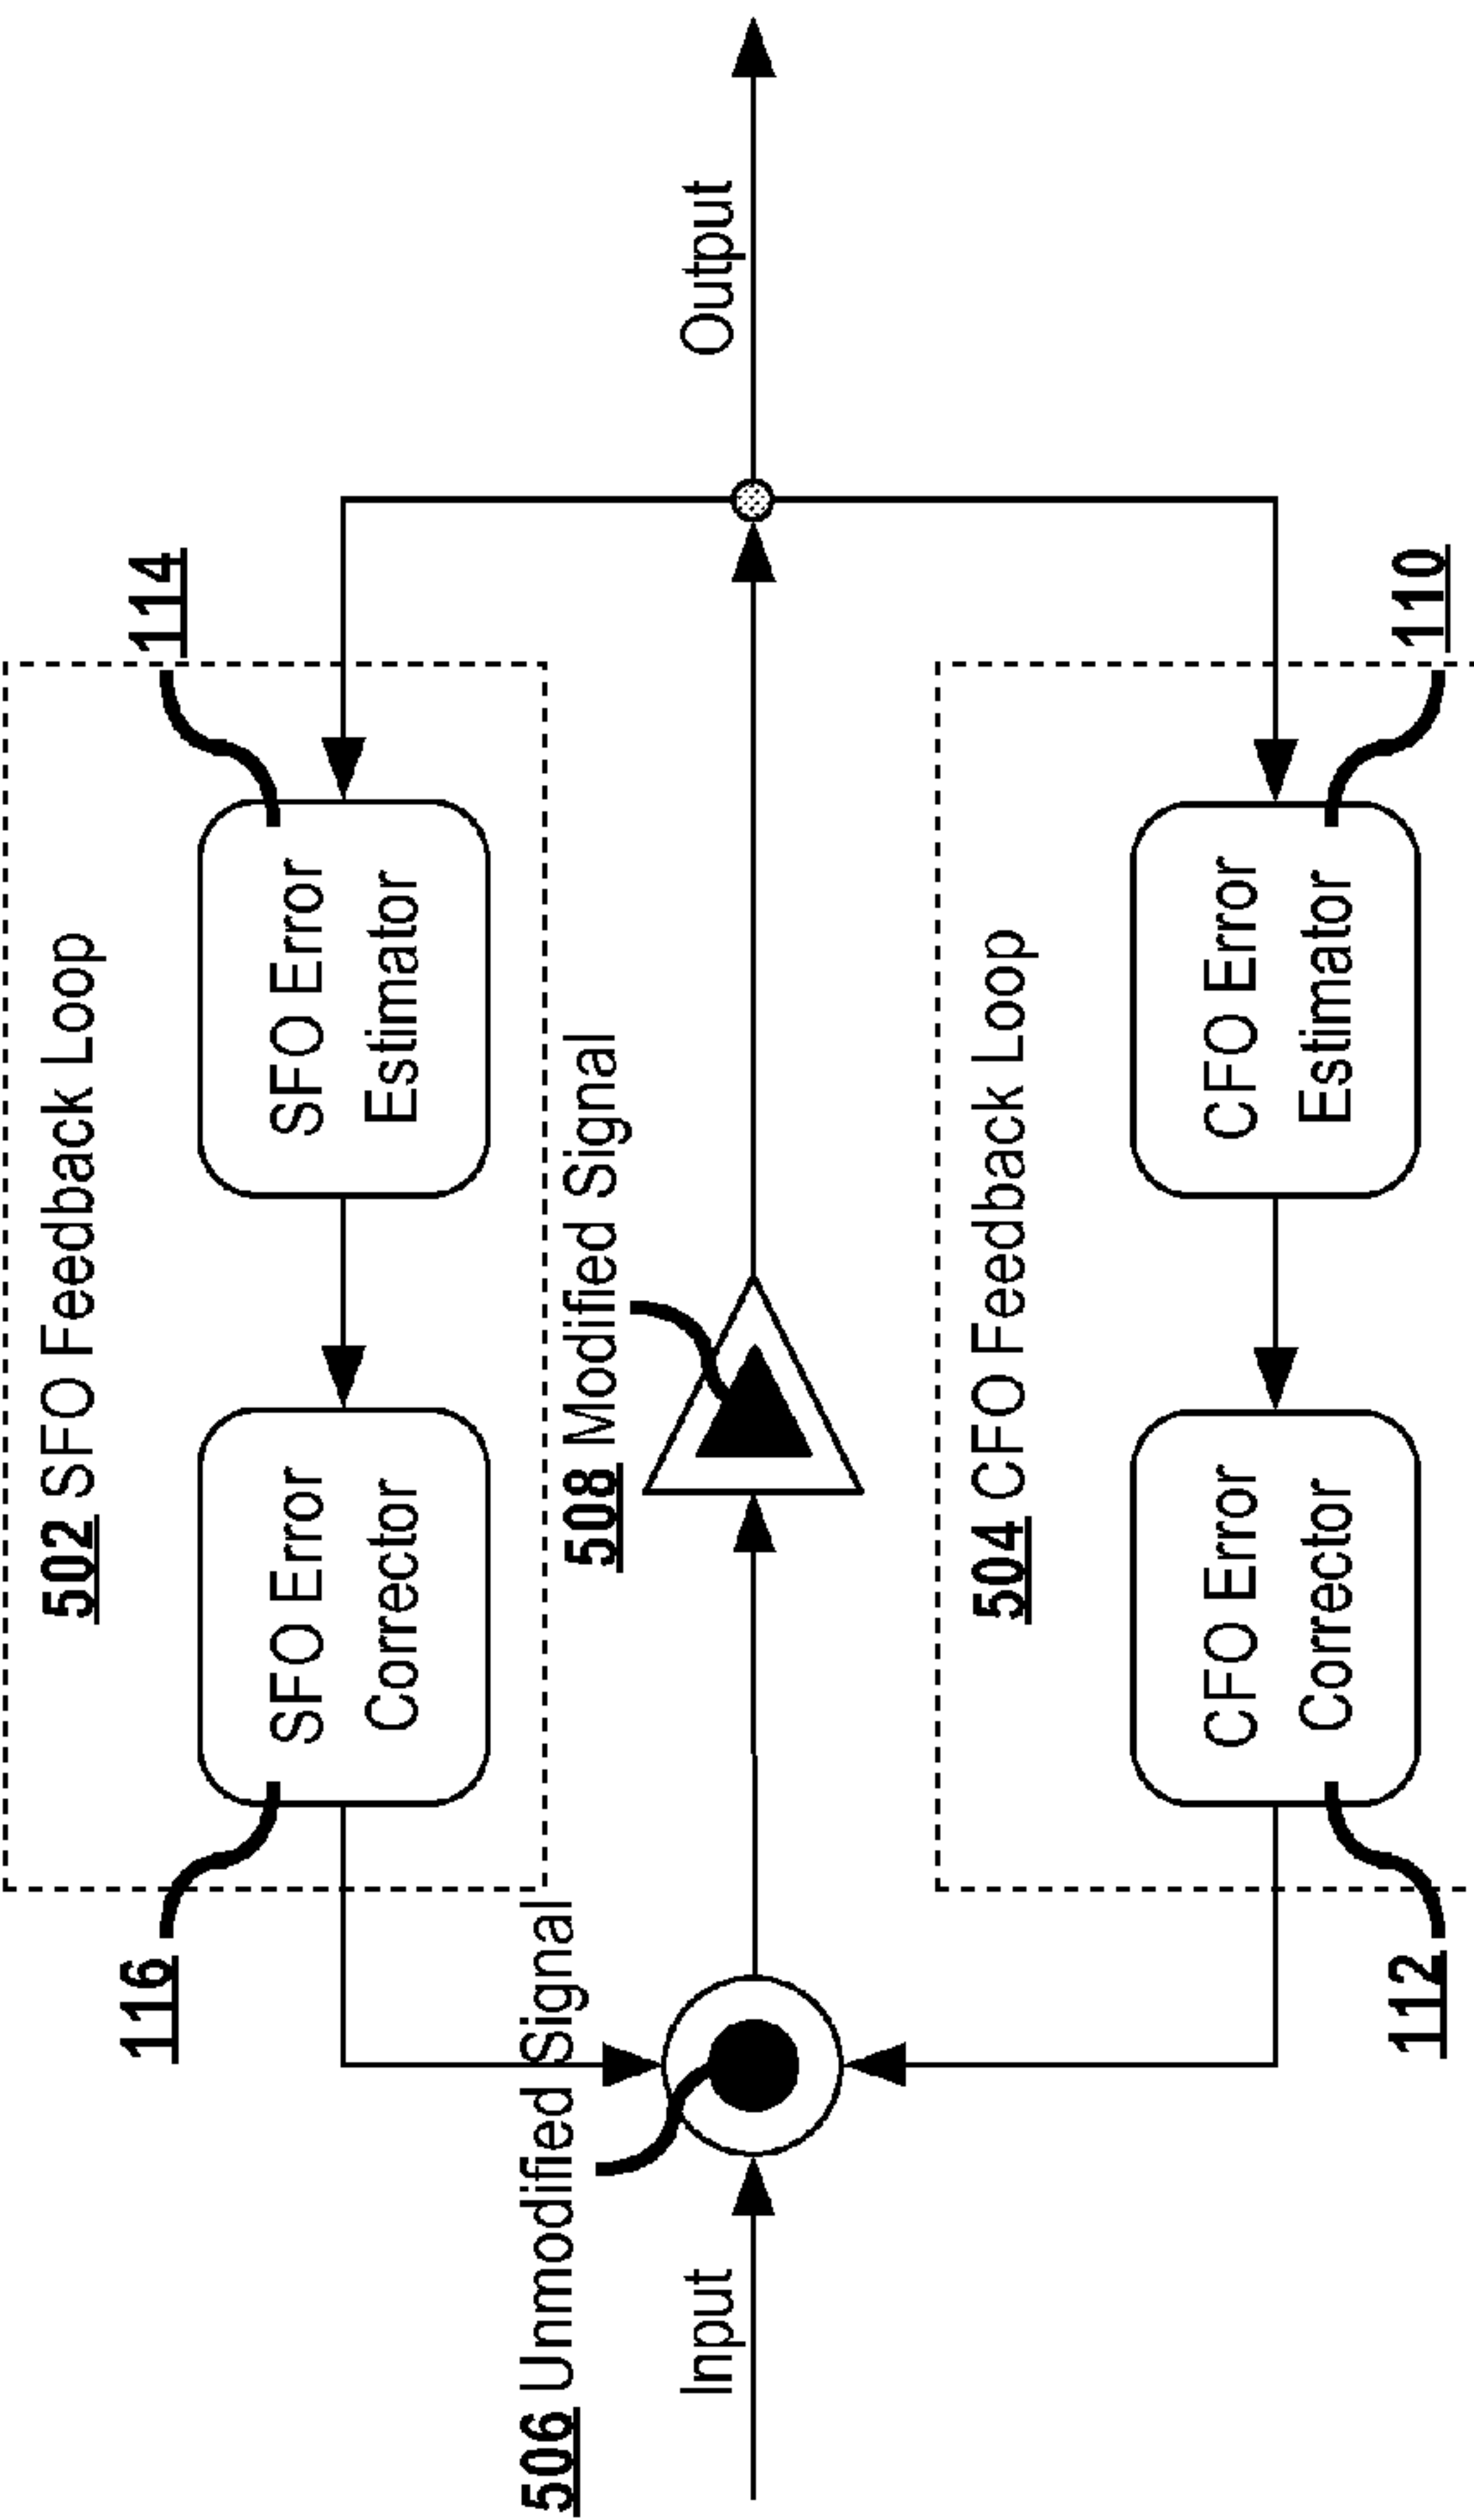 502 SFO Feedback Loop
116
114
SFO Error
Corrector
SFO Error
Estimator
506 Unmodified Signal
508 Modified Signal
Input
Output
504 CFO Feedback Loop
CFO Error
Corrector
CFO Error
Estimator
112
110